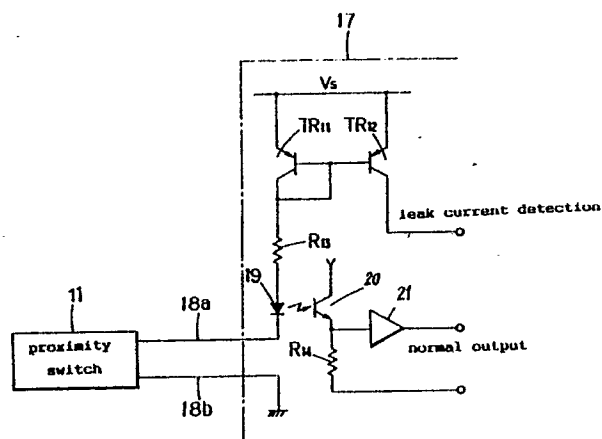 17
Vs
TR11
TR12
leak current detection
R13
19
20
21
11
18a
proximity
switch
R14
normal output
18b